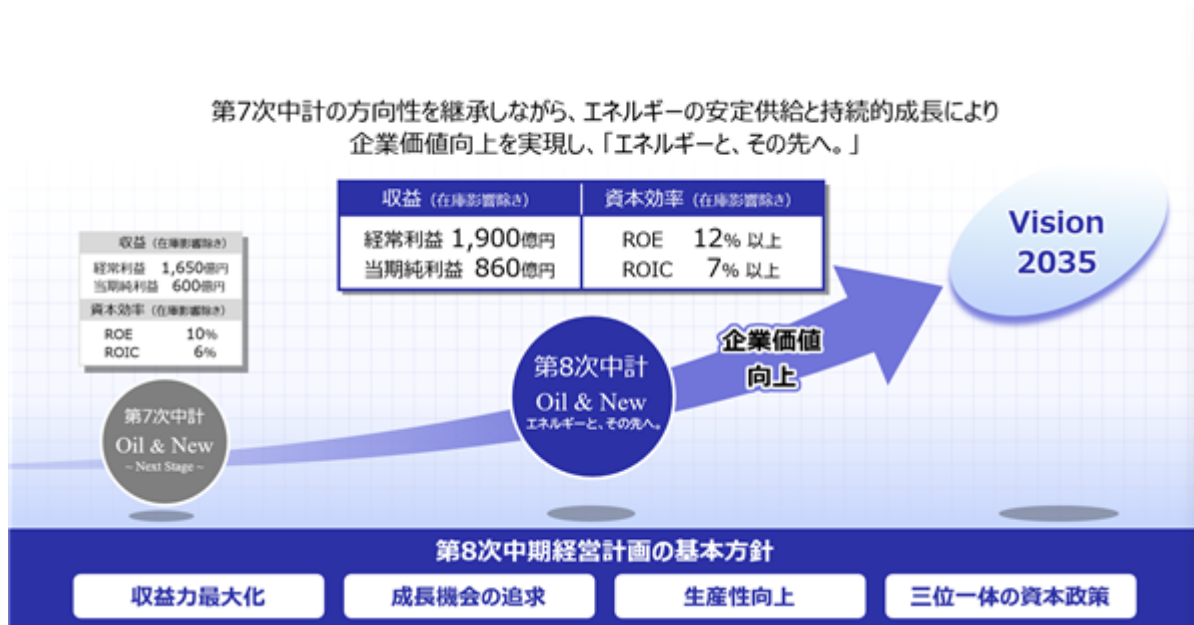 第7次中計の方向性を継承しながら、エネルギーの安定供給と持続的成長により
企業価値向上を実現し、「エネルギーと、その先へ。」
収益（在庫影響除き）
資本効率（在庫影響除き）
経常利益 1,900億円
当期純利益 860億円
ROE 12% 以上
ROIC 7% 以上
Vision
2035
収益（在庫影響除き）
経常利益 1,650億円
当期純利益 600億円
資本効率（在庫影響除き）
ROE 10%
ROIC 6%
企業価値
向上
第8次中計
Oil & New
エネルギーと、その先へ。
第7次中計
Oil & New
~ Next Stage ~
第8次中期経営計画の基本方針
収益力最大化
成長機会の追求
生産性向上
三位一体の資本政策